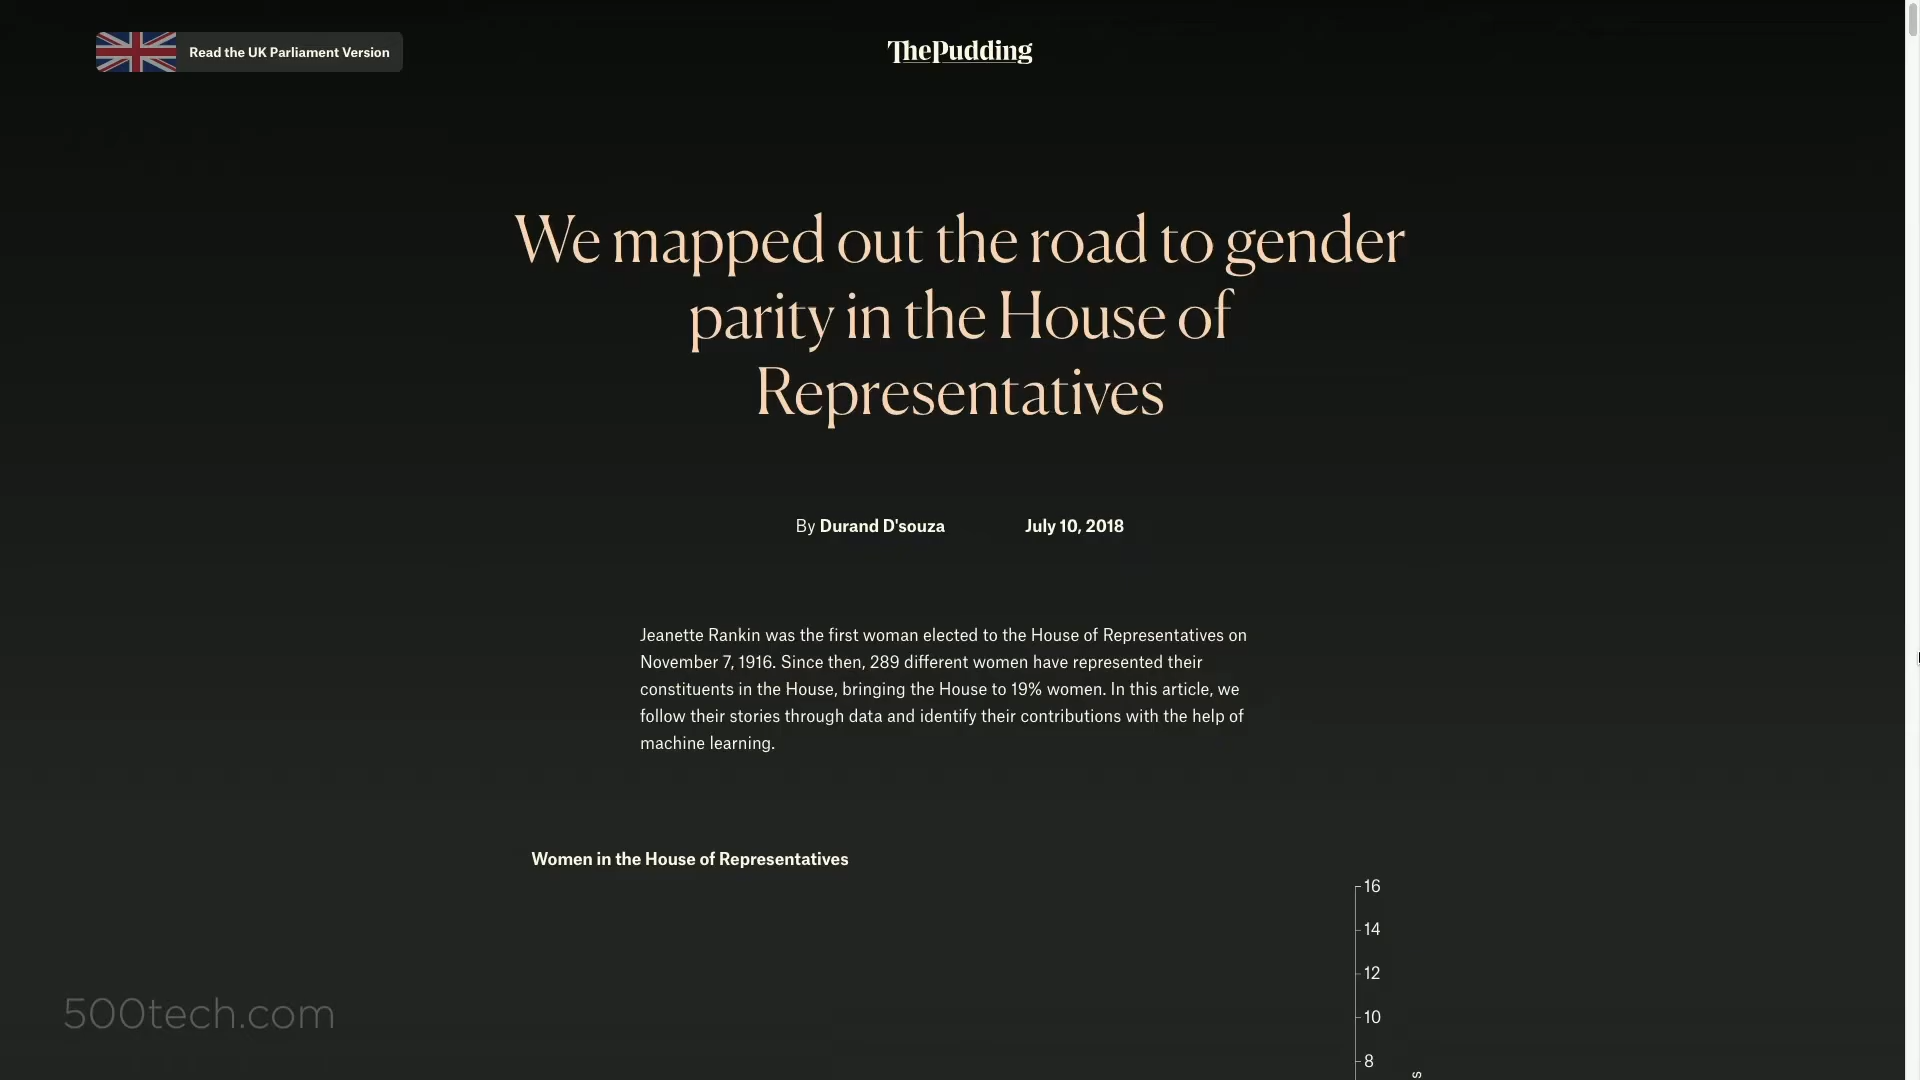 Read the UK Parliament Version
ThePudding
We mapped out the road to gender
parity in the House of
Representatives
By Durand D'souza
July 10, 2018
Jeanette Rankin was the first woman elected to the House of Representatives on
November 7, 1916. Since then, 289 different women have represented their
constituents in the House, bringing the House to 19% women. In this article, we
follow their stories through data and identify their contributions with the help of
machine learning.
Women in the House of Representatives
16
14
12
10
8
500tech.com